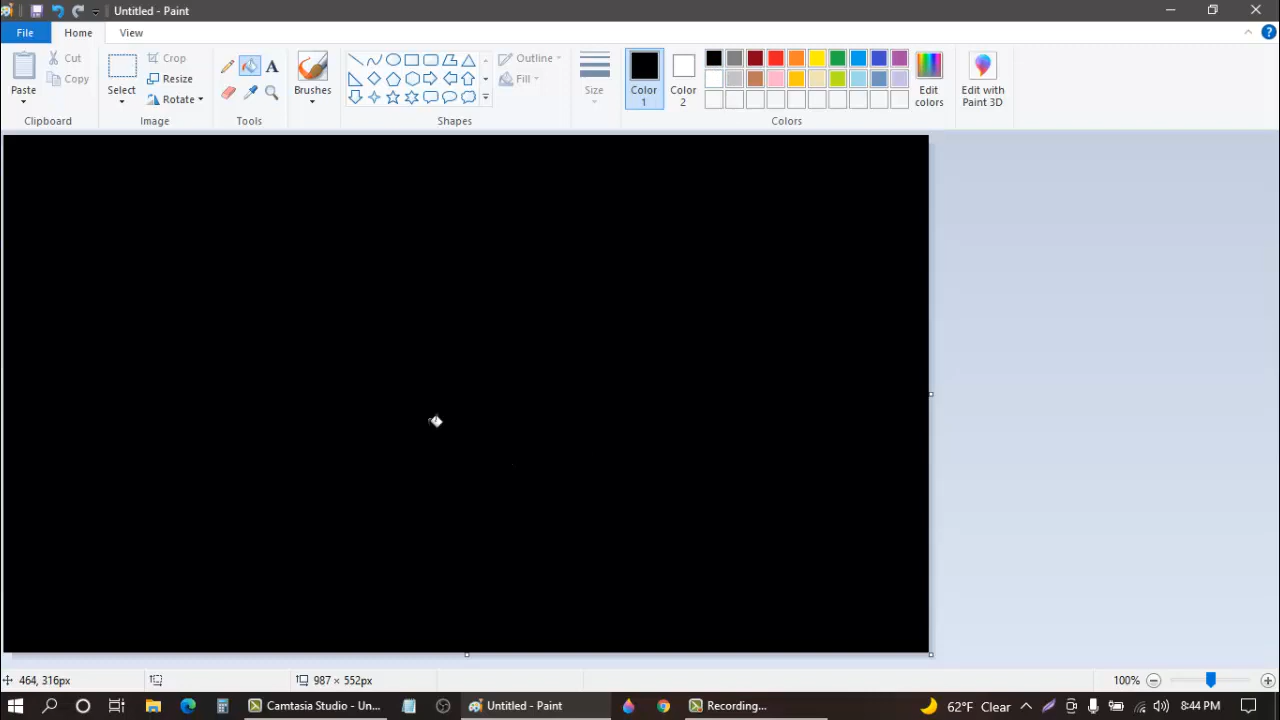 Untitled - Paint
File Home View
Paste Cut Copy Clipboard
Select Crop Resize Rotate Image
A Tools
Brushes
Shapes
Outline Fill
Size
Color 1 Color 2 Edit colors Colors
Edit with Paint 3D
464, 316px 987 × 552px 100%
Camtasia Studio - Un... Untitled - Paint Recording... 62°F Clear 8:44 PM